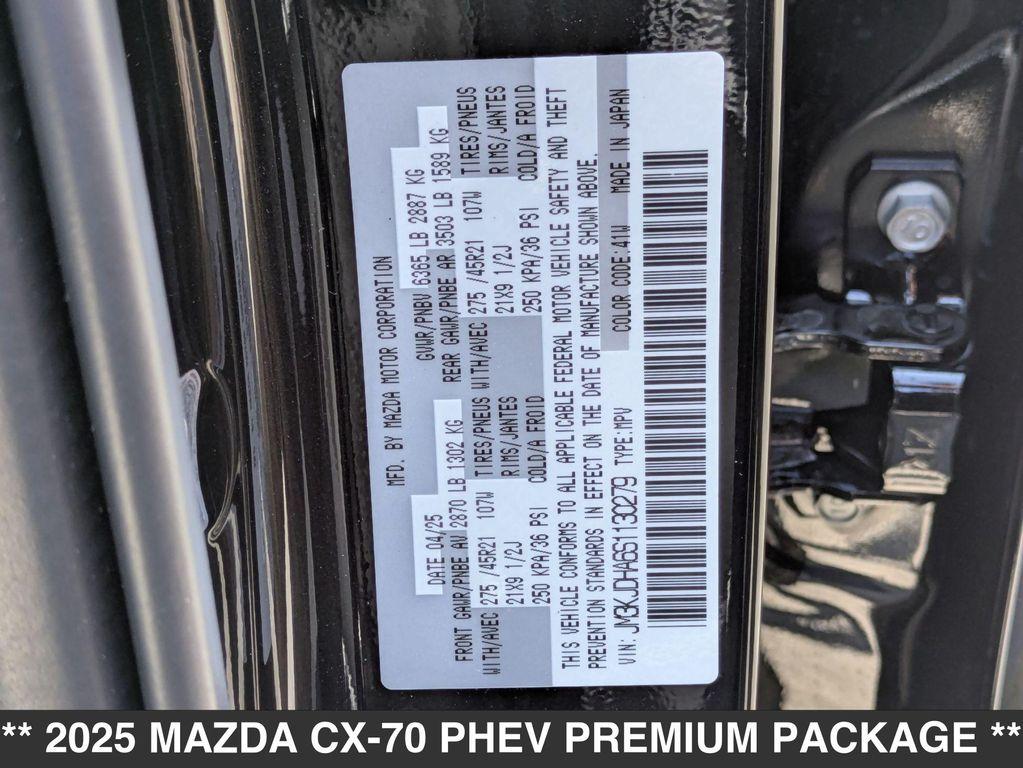 MFD. BY MAZDA MOTOR CORPORATION
DATE 04/25 GVWR/PNBV 6365 LB 2887 KG
FRONT GAWR/PNBE AV 2870 LB 1302 KG REAR GAWR/PNBE AR 3503 LB 1589 KG
WITH/AVEC 275 /45R21 107W TIRES/PNEUS WITH/AVEC 275 /45R21 107W TIRES/PNEUS
21X9 1/2J RIMS/JANTES 21X9 1/2J RIMS/JANTES
250 KPA/36 PSI COLD/A FROID 250 KPA/36 PSI COLD/A FROID
THIS VEHICLE CONFORMS TO ALL APPLICABLE FEDERAL MOTOR VEHICLE SAFETY AND THEFT
PREVENTION STANDARDS IN EFFECT ON THE DATE OF MANUFACTURE SHOWN ABOVE.
VIN: JM3KJDHA6S1130279 TYPE:MPV COLOR CODE:41W MADE IN JAPAN
** 2025 MAZDA CX-70 PHEV PREMIUM PACKAGE **